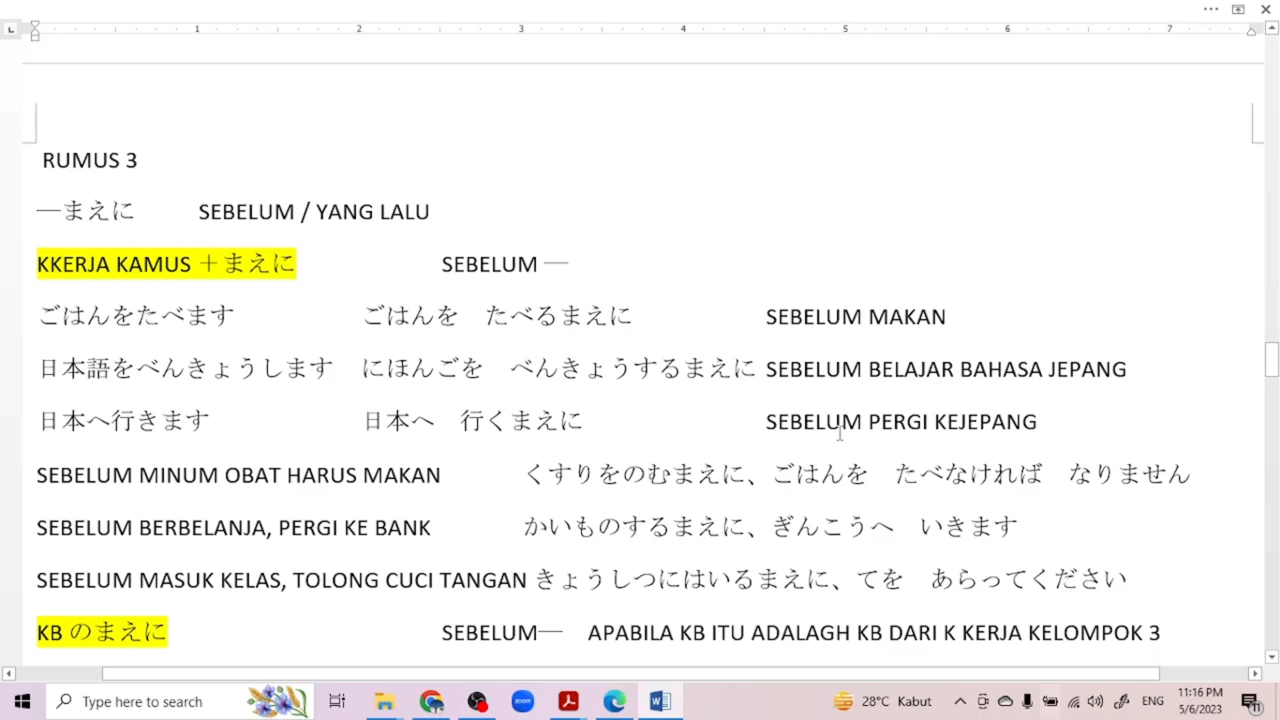 1 2 3 4 5 6 7
RUMUS 3
—まえに SEBELUM / YANG LALU
KKERJA KAMUS ＋まえに SEBELUM —
ごはんをたべます ごはんを　たべるまえに SEBELUM MAKAN
日本語をべんきょうします にほんごを　べんきょうするまえに SEBELUM BELAJAR BAHASA JEPANG
日本へ行きます 日本へ　行くまえに SEBELUM PERGI KEJEPANG
SEBELUM MINUM OBAT HARUS MAKAN くすりをのむまえに、ごはんを　たべなければ　なりません
SEBELUM BERBELANJA, PERGI KE BANK かいものするまえに、ぎんこうへ　いきます
SEBELUM MASUK KELAS, TOLONG CUCI TANGAN きょうしつにはいるまえに、てを　あらってください
KB のまえに SEBELUM— APABILA KB ITU ADALAGH KB DARI K KERJA KELOMPOK 3
Type here to search zoom 28°C Kabut ENG 11:16 PM
5/6/2023 11